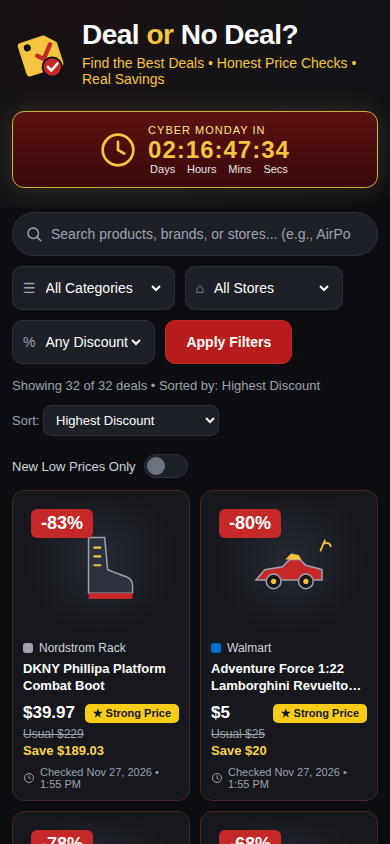 Deal or No Deal?
Find the Best Deals • Honest Price Checks •
Real Savings
CYBER MONDAY IN
02:16:47:34
Days Hours Mins Secs
Search products, brands, or stores... (e.g., AirPo
All Categories
All Stores
% Any Discount
Apply Filters
Showing 32 of 32 deals • Sorted by: Highest Discount
Sort: Highest Discount
New Low Prices Only
-83%
Nordstrom Rack
DKNY Phillipa Platform
Combat Boot
$39.97 ★ Strong Price
Usual $229
Save $189.03
Checked Nov 27, 2026 •
1:55 PM
-80%
Walmart
Adventure Force 1:22
Lamborghini Revuelto…
$5 ★ Strong Price
Usual $25
Save $20
Checked Nov 27, 2026 •
1:55 PM
-78%
-68%